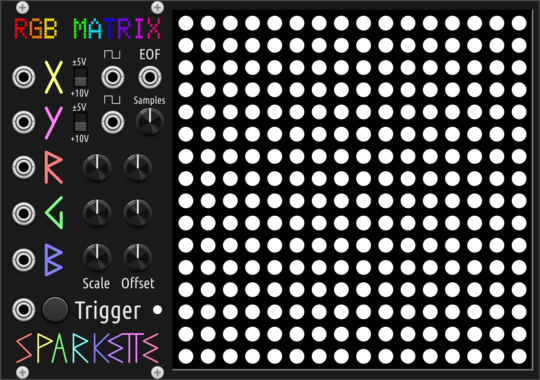 RGB MATRIX
±5V
EOF
X
+10V
±5V
Samples
Y
+10V
R
G
B
Scale Offset
Trigger
SPARKETTE